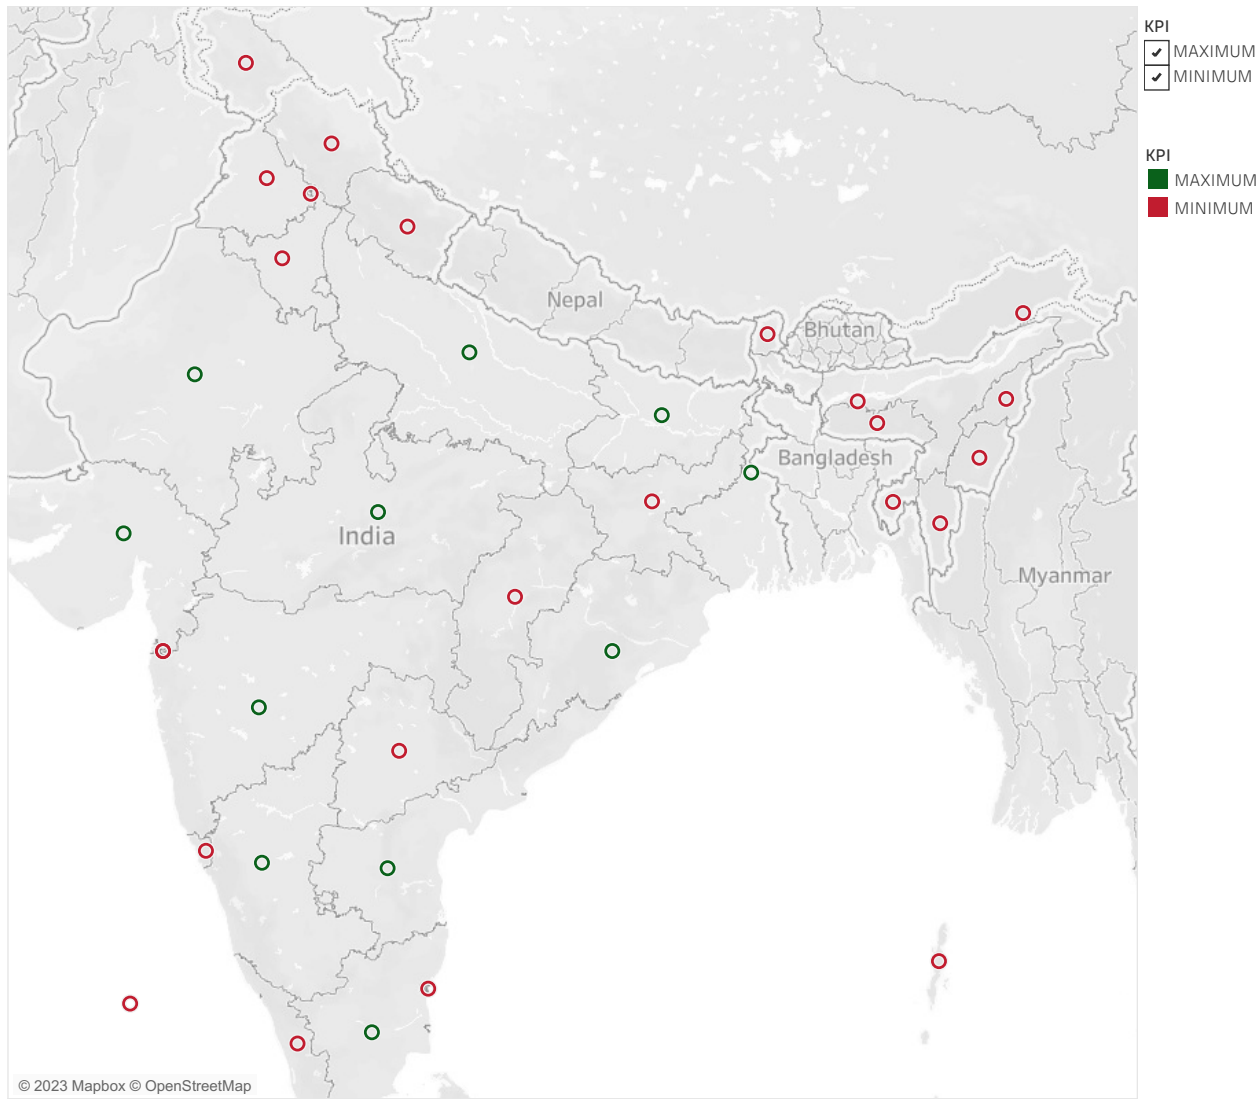 KPI
MAXIMUM
MINIMUM
KPI
MAXIMUM
MINIMUM
Nepal
Bhutan
Bangladesh
India
Myanmar
© 2023 Mapbox © OpenStreetMap